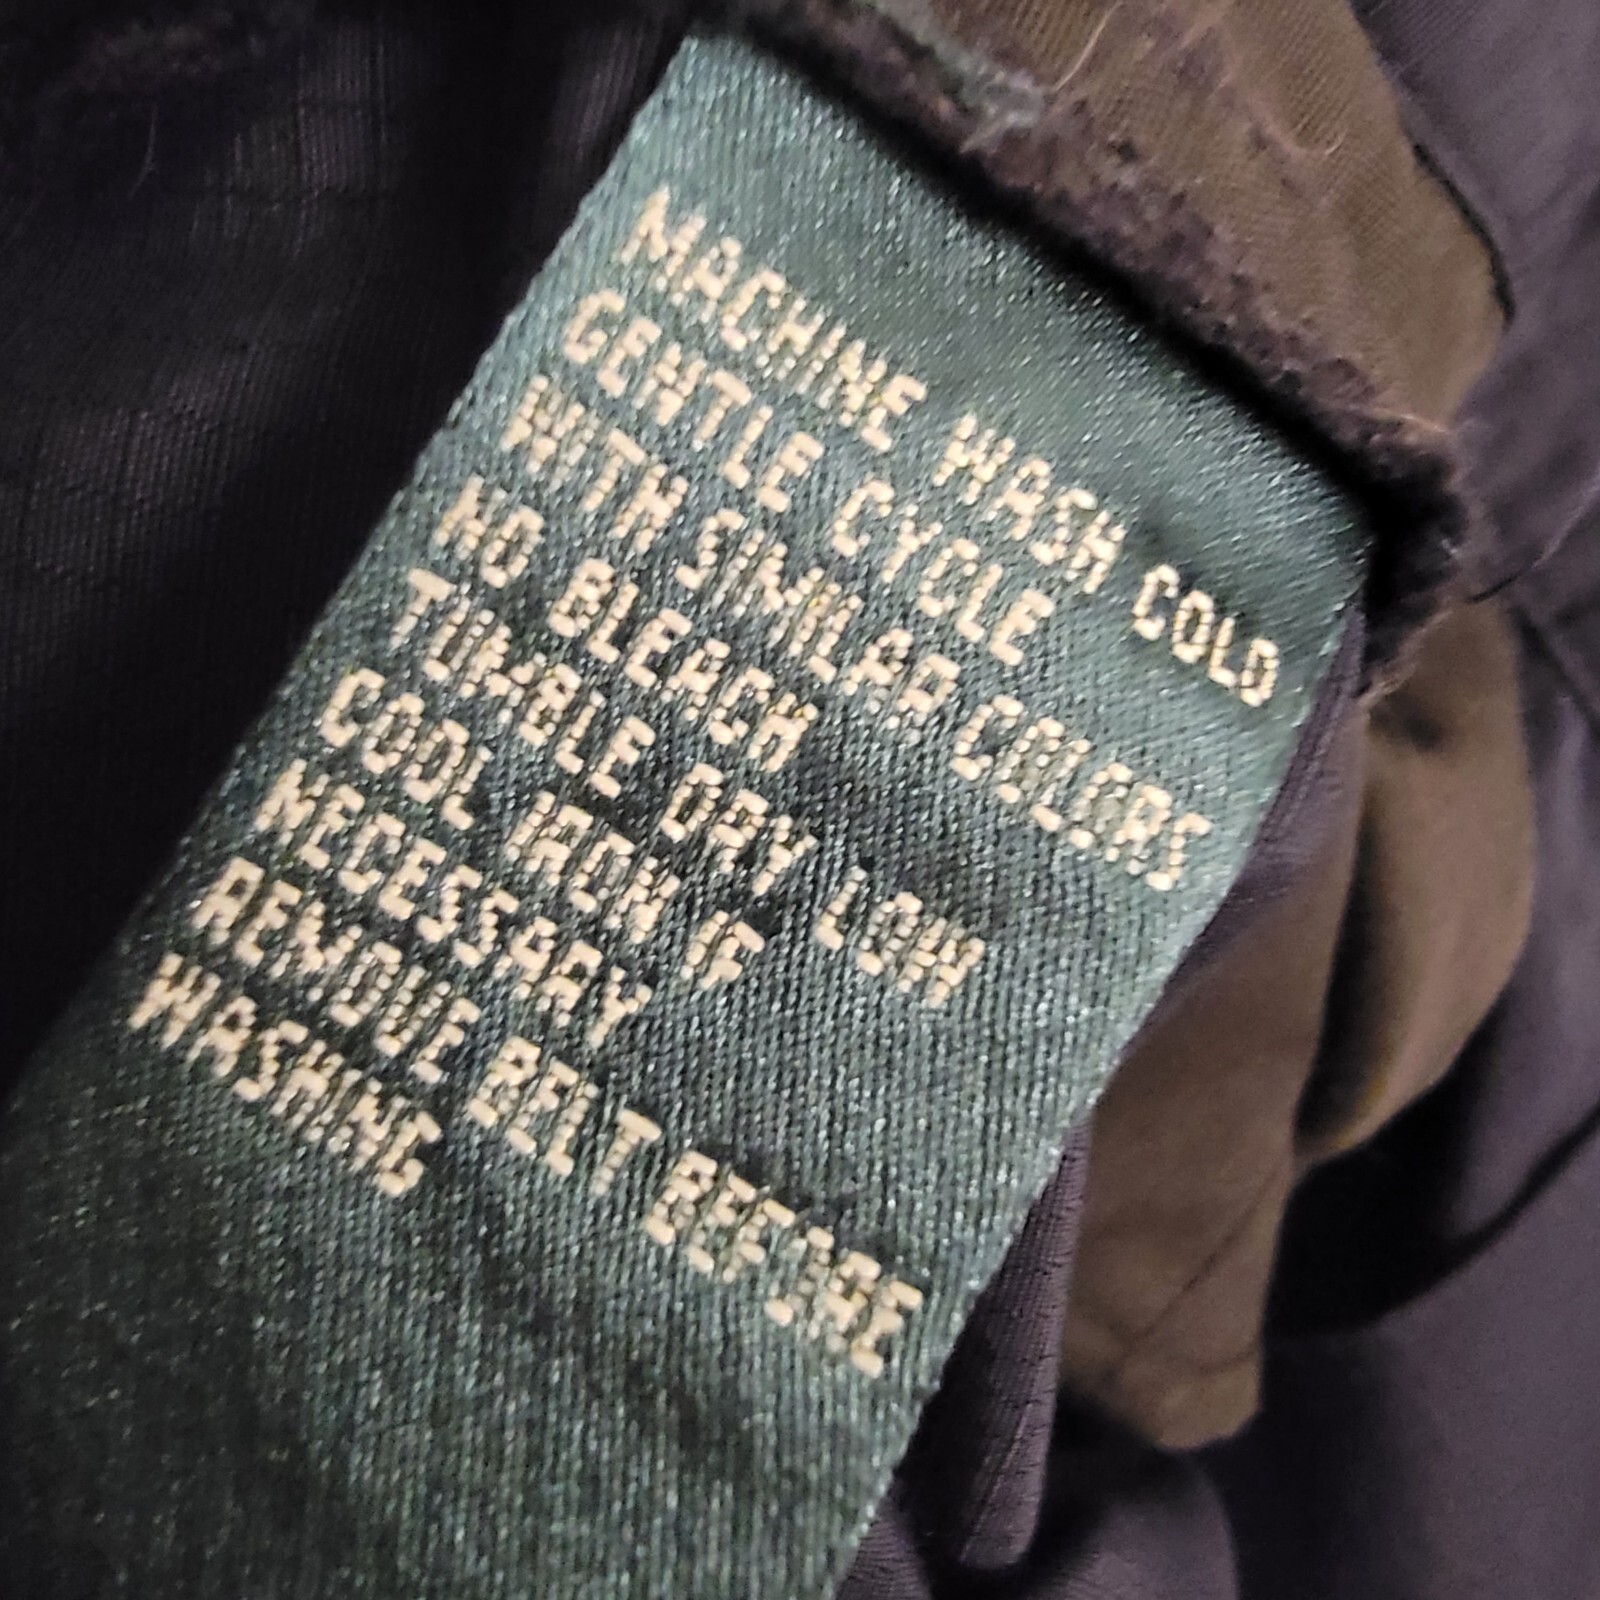 MACHINE WASH COLD
GENTLE CYCLE
WITH SIMILAR COLORS
NO BLEACH
TUMBLE DRY LOW
COOL IRON IF
NECESSARY
REMOVE BELT BEFORE
WASHING